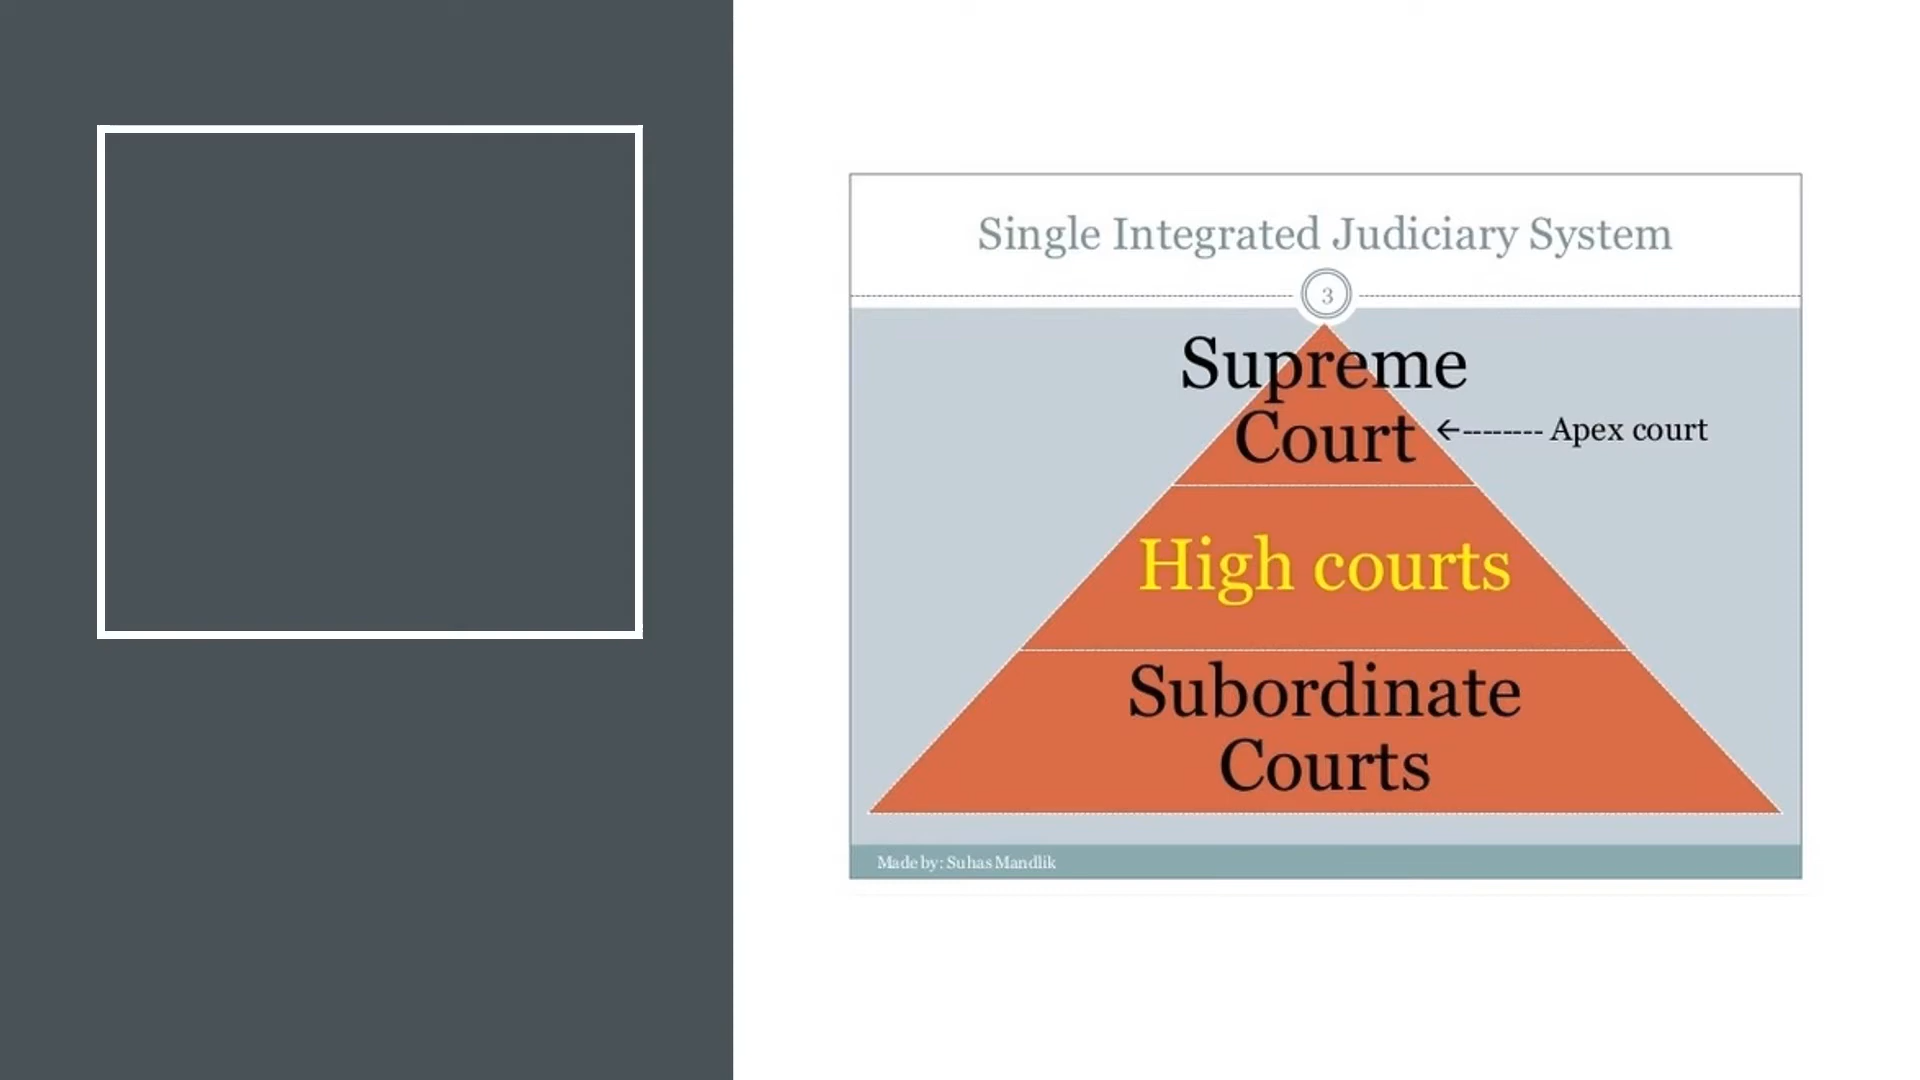 Single Integrated Judiciary System
3
Supreme
Court
<-------- Apex court
High courts
Subordinate
Courts
Made by: Suhas Mandlik